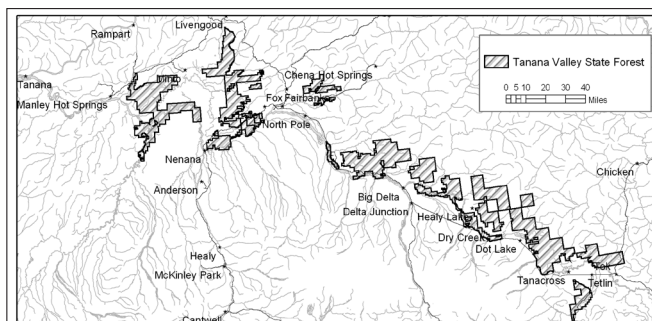 Livengood
Rampart
Tanana Valley State Forest
0 5 10 20 30 40
Miles
Tanana
Minto
Chena Hot Springs
Manley Hot Springs
Fox Fairbanks
North Pole
Nenana
Chicken
Anderson
Big Delta
Delta Junction
Healy Lake
Dry Creek
Dot Lake
Healy
McKinley Park
Tok
Tanacross
Tetlin
Cantwell